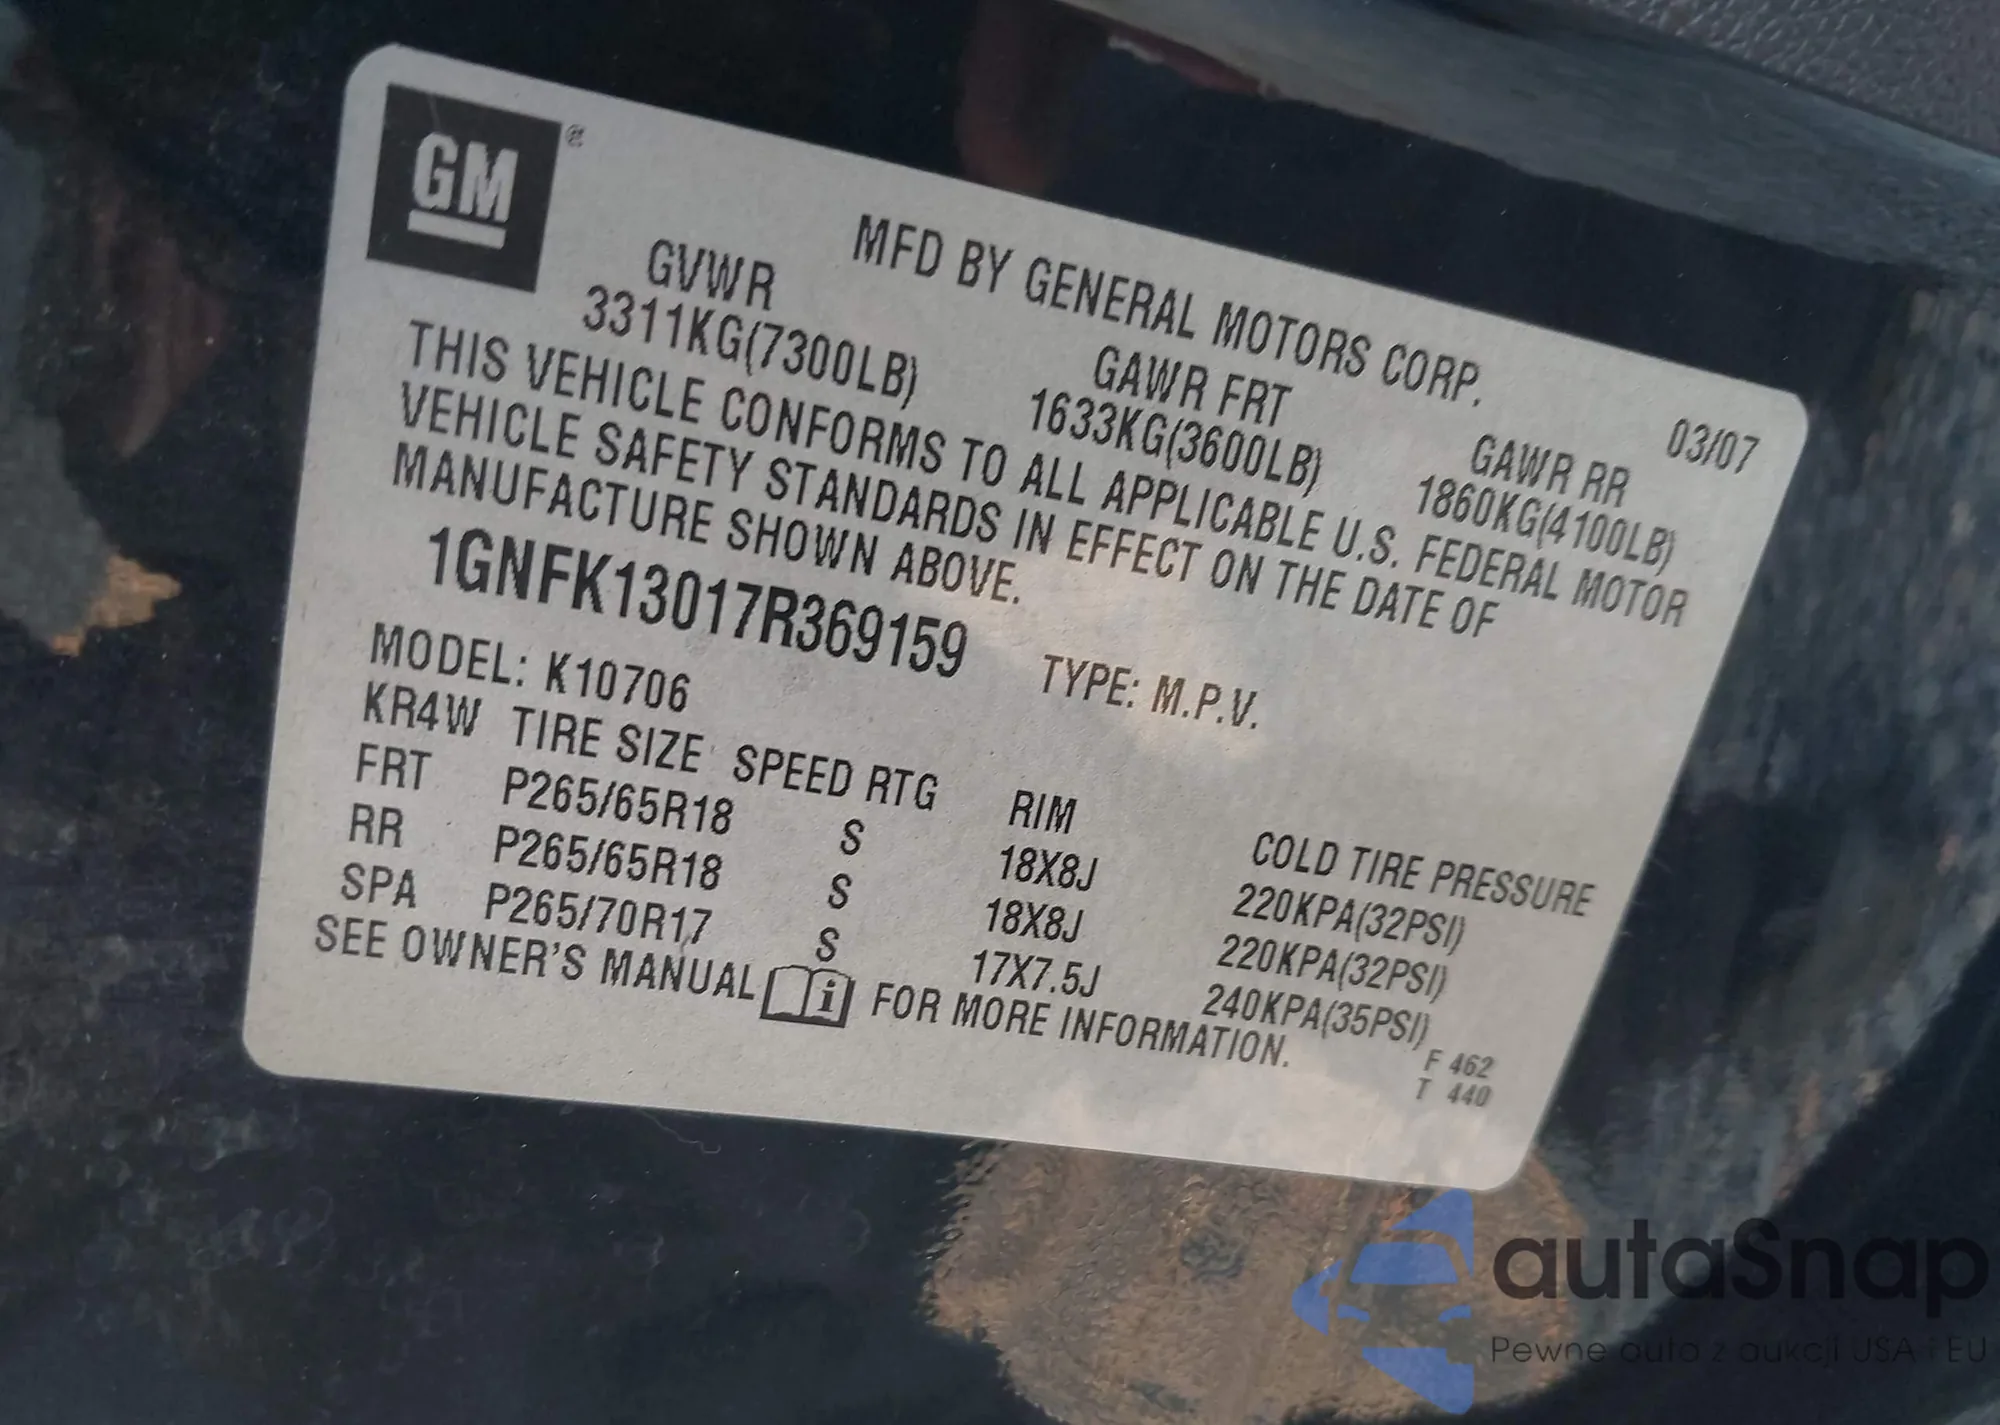 GM ®
MFD BY GENERAL MOTORS CORP.
03/07
GVWR GAWR FRT GAWR RR
3311KG(7300LB) 1633KG(3600LB) 1860KG(4100LB)
THIS VEHICLE CONFORMS TO ALL APPLICABLE U.S. FEDERAL MOTOR
VEHICLE SAFETY STANDARDS IN EFFECT ON THE DATE OF
MANUFACTURE SHOWN ABOVE.
1GNFK13017R369159 TYPE: M.P.V.
MODEL: K10706
KR4W TIRE SIZE SPEED RTG RIM COLD TIRE PRESSURE
FRT P265/65R18 S 18X8J 220KPA(32PSI)
RR P265/65R18 S 18X8J 220KPA(32PSI)
SPA P265/70R17 S 17X7.5J 240KPA(35PSI)
SEE OWNER'S MANUAL i FOR MORE INFORMATION.
F 462
T 440
autaSnap
Pewne auta z aukcji USA i EU